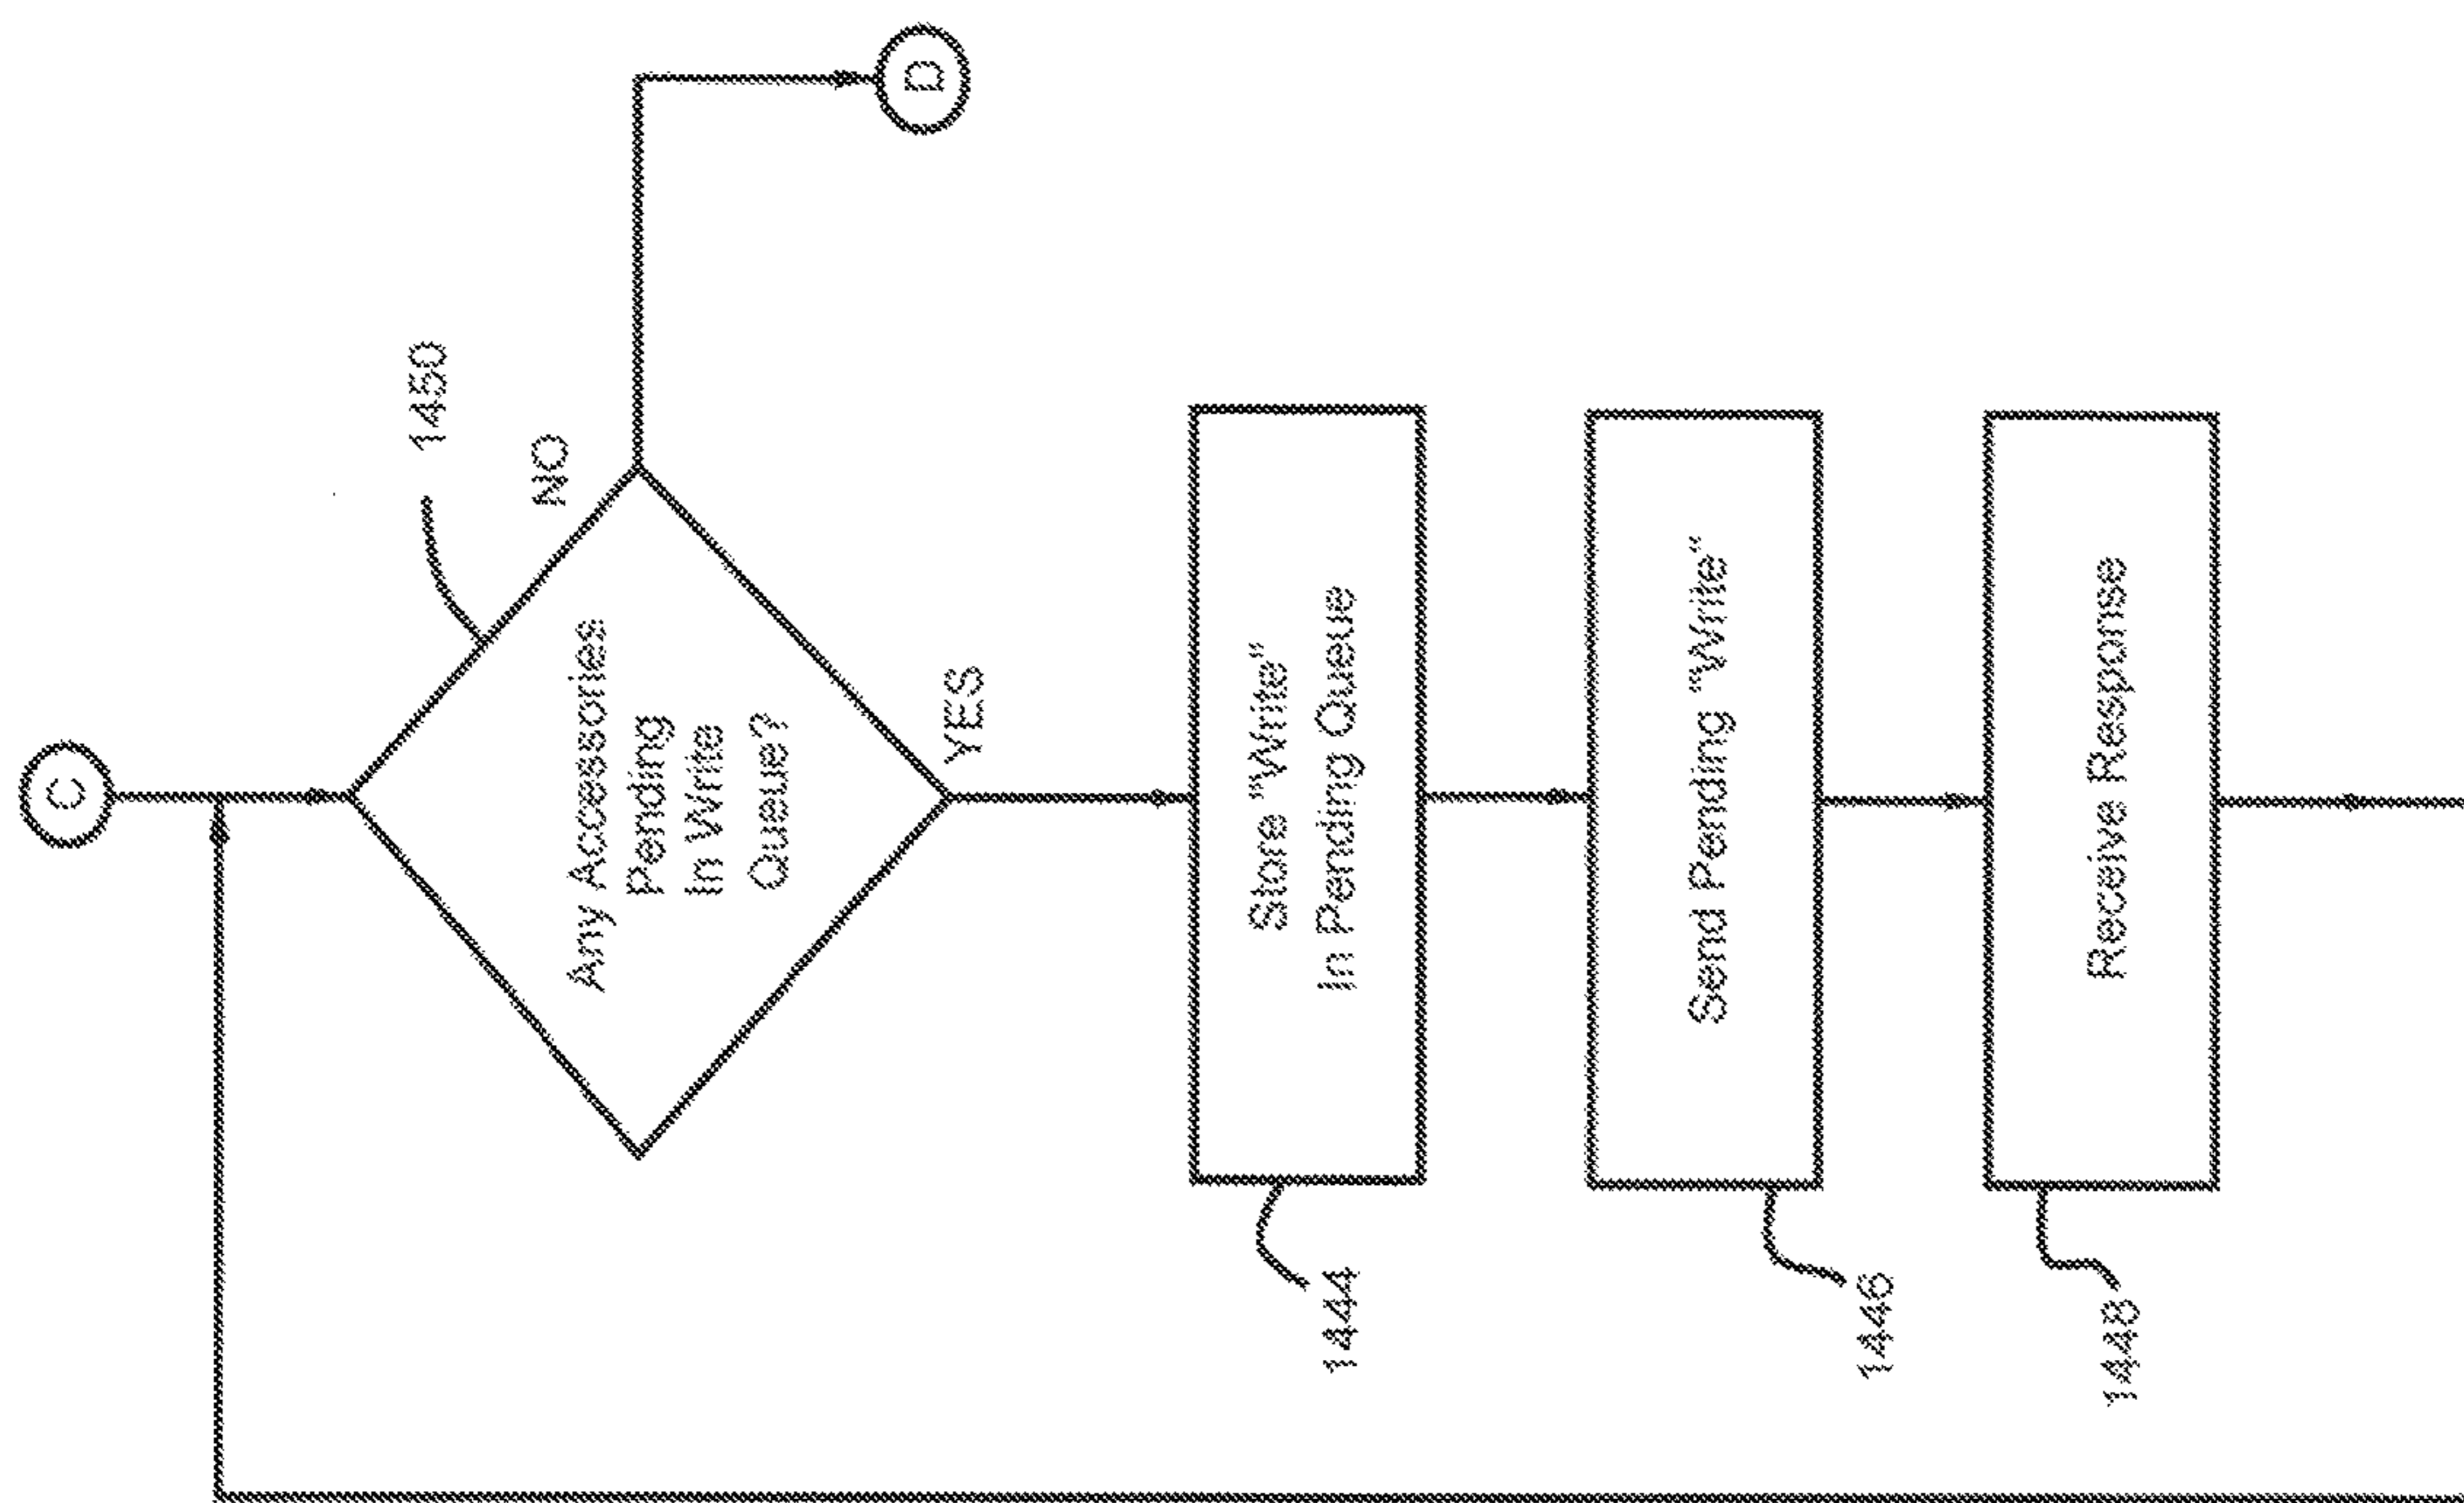 C
1450
Any Accessories
Pending
In Write
Queue?
NO
D
YES
Store "Write"
In Pending Queue
1444
Send Pending "Write"
1446
Receive Response
1448